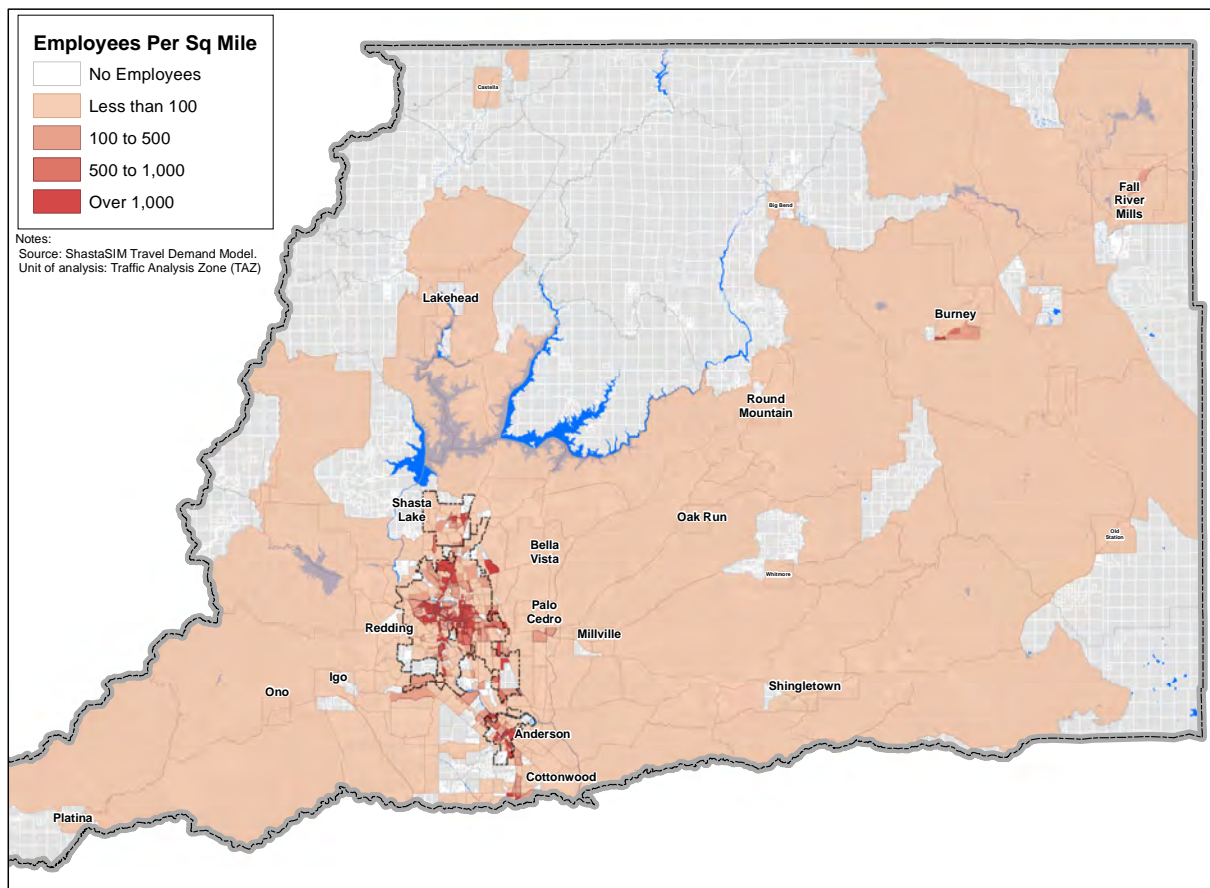 Employees Per Sq Mile
No Employees
Less than 100
100 to 500
500 to 1,000
Over 1,000
Notes:
Source: ShastaSIM Travel Demand Model.
Unit of analysis: Traffic Analysis Zone (TAZ)
Castella
Fall
River
Mills
Big Bend
Lakehead
Burney
Round
Mountain
Shasta
Lake
Oak Run
Bella
Vista
Old
Station
Whitmore
Palo
Cedro
Redding
Millville
Igo
Ono
Shingletown
Anderson
Cottonwood
Platina